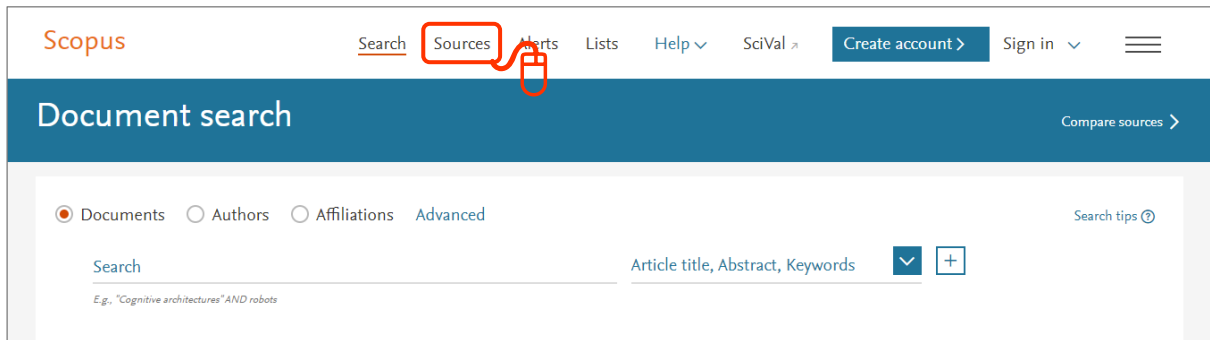 Scopus Search Sources Alerts Lists Help SciVal Create account Sign in
Document search
Compare sources
Documents Authors Affiliations Advanced Search tips
Search Article title, Abstract, Keywords
E.g., "Cognitive architectures" AND robots